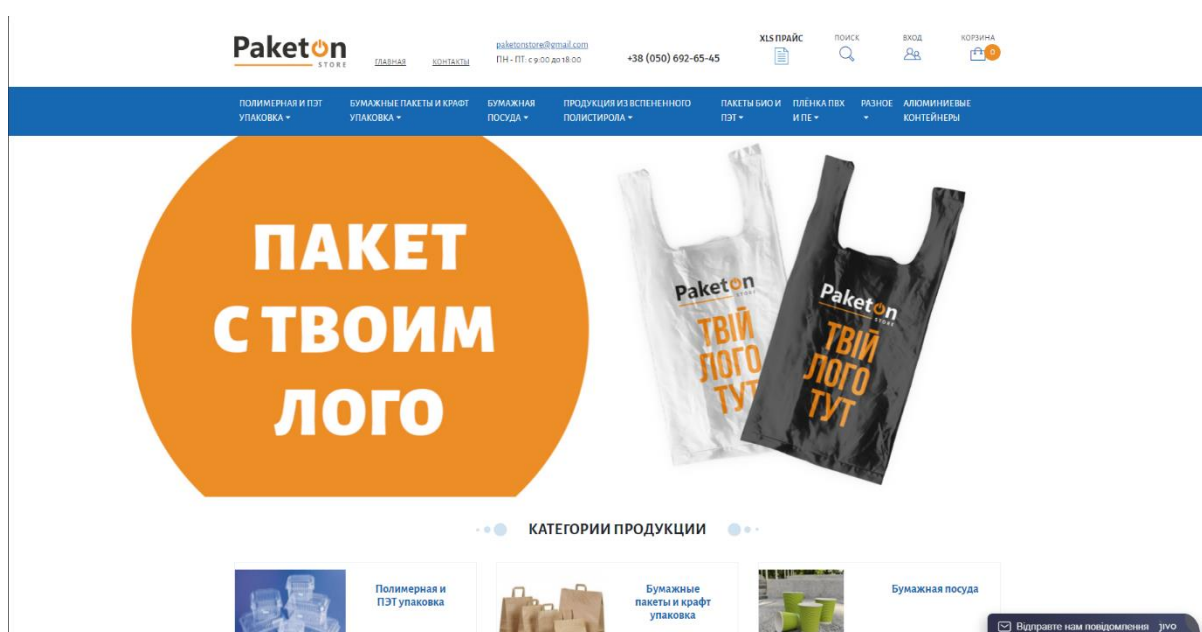 Paketon
STORE
ГЛАВНАЯ
КОНТАКТЫ
paketonstore@gmail.com
ПН - ПТ: с 9:00 до 18:00
+38 (050) 692-65-45
XLS ПРАЙС
ПОИСК
ВХОД
КОРЗИНА
0
ПОЛИМЕРНАЯ И ПЭТ
УПАКОВКА
БУМАЖНЫЕ ПАКЕТЫ И КРАФТ
УПАКОВКА
БУМАЖНАЯ
ПОСУДА
ПРОДУКЦИЯ ИЗ ВСПЕНЕННОГО
ПОЛИСТИРОЛА
ПАКЕТЫ БИО И
ПЭТ
ПЛЁНКА ПВХ
И ПЕ
РАЗНОЕ
АЛЮМИНИЕВЫЕ
КОНТЕЙНЕРЫ
ПАКЕТ
С ТВОИМ
ЛОГО
Paketon
STORE
ТВІЙ
ЛОГО
ТУТ
Paketon
STORE
ТВІЙ
ЛОГО
ТУТ
КАТЕГОРИИ ПРОДУКЦИИ
Полимерная и
ПЭТ упаковка
Бумажные
пакеты и крафт
упаковка
Бумажная посуда
Відправте нам повідомлення jivo